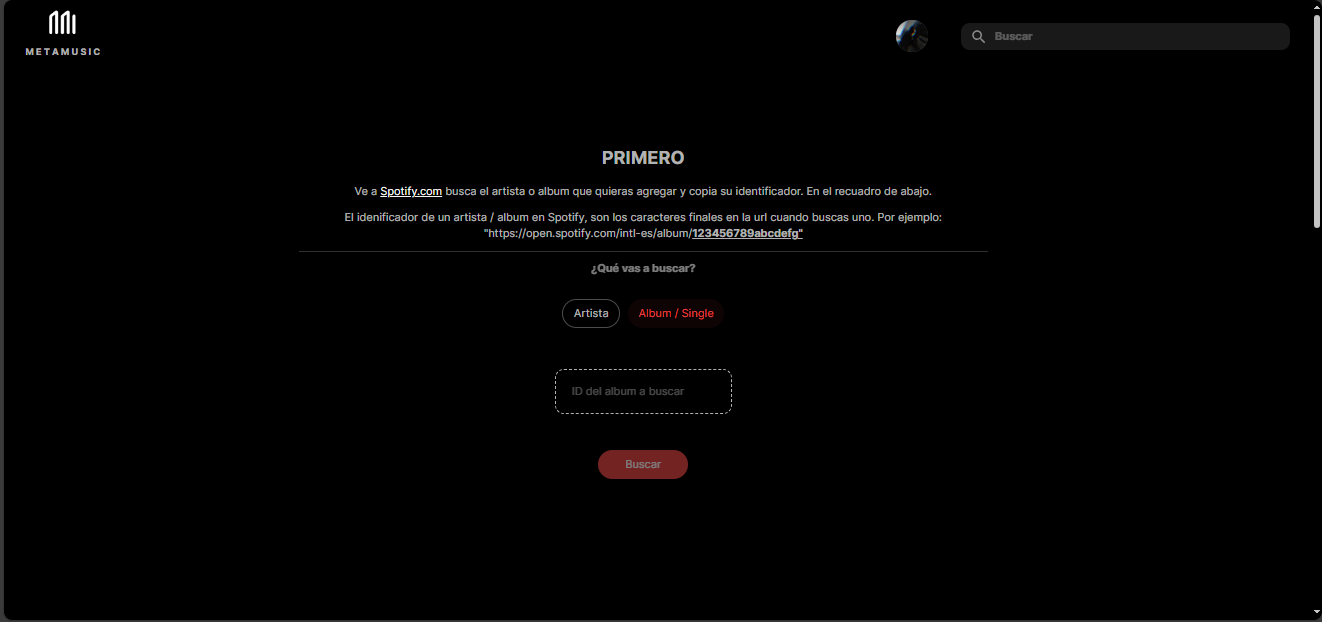 METAMUSIC
Buscar
PRIMERO
Ve a Spotify.com busca el artista o album que quieras agregar y copia su identificador. En el recuadro de abajo.
El idenificador de un artista / album en Spotify, son los caracteres finales en la url cuando buscas uno. Por ejemplo:
"https://open.spotify.com/intl-es/album/123456789abcdefg"
¿Qué vas a buscar?
Artista Album / Single
ID del album a buscar
Buscar